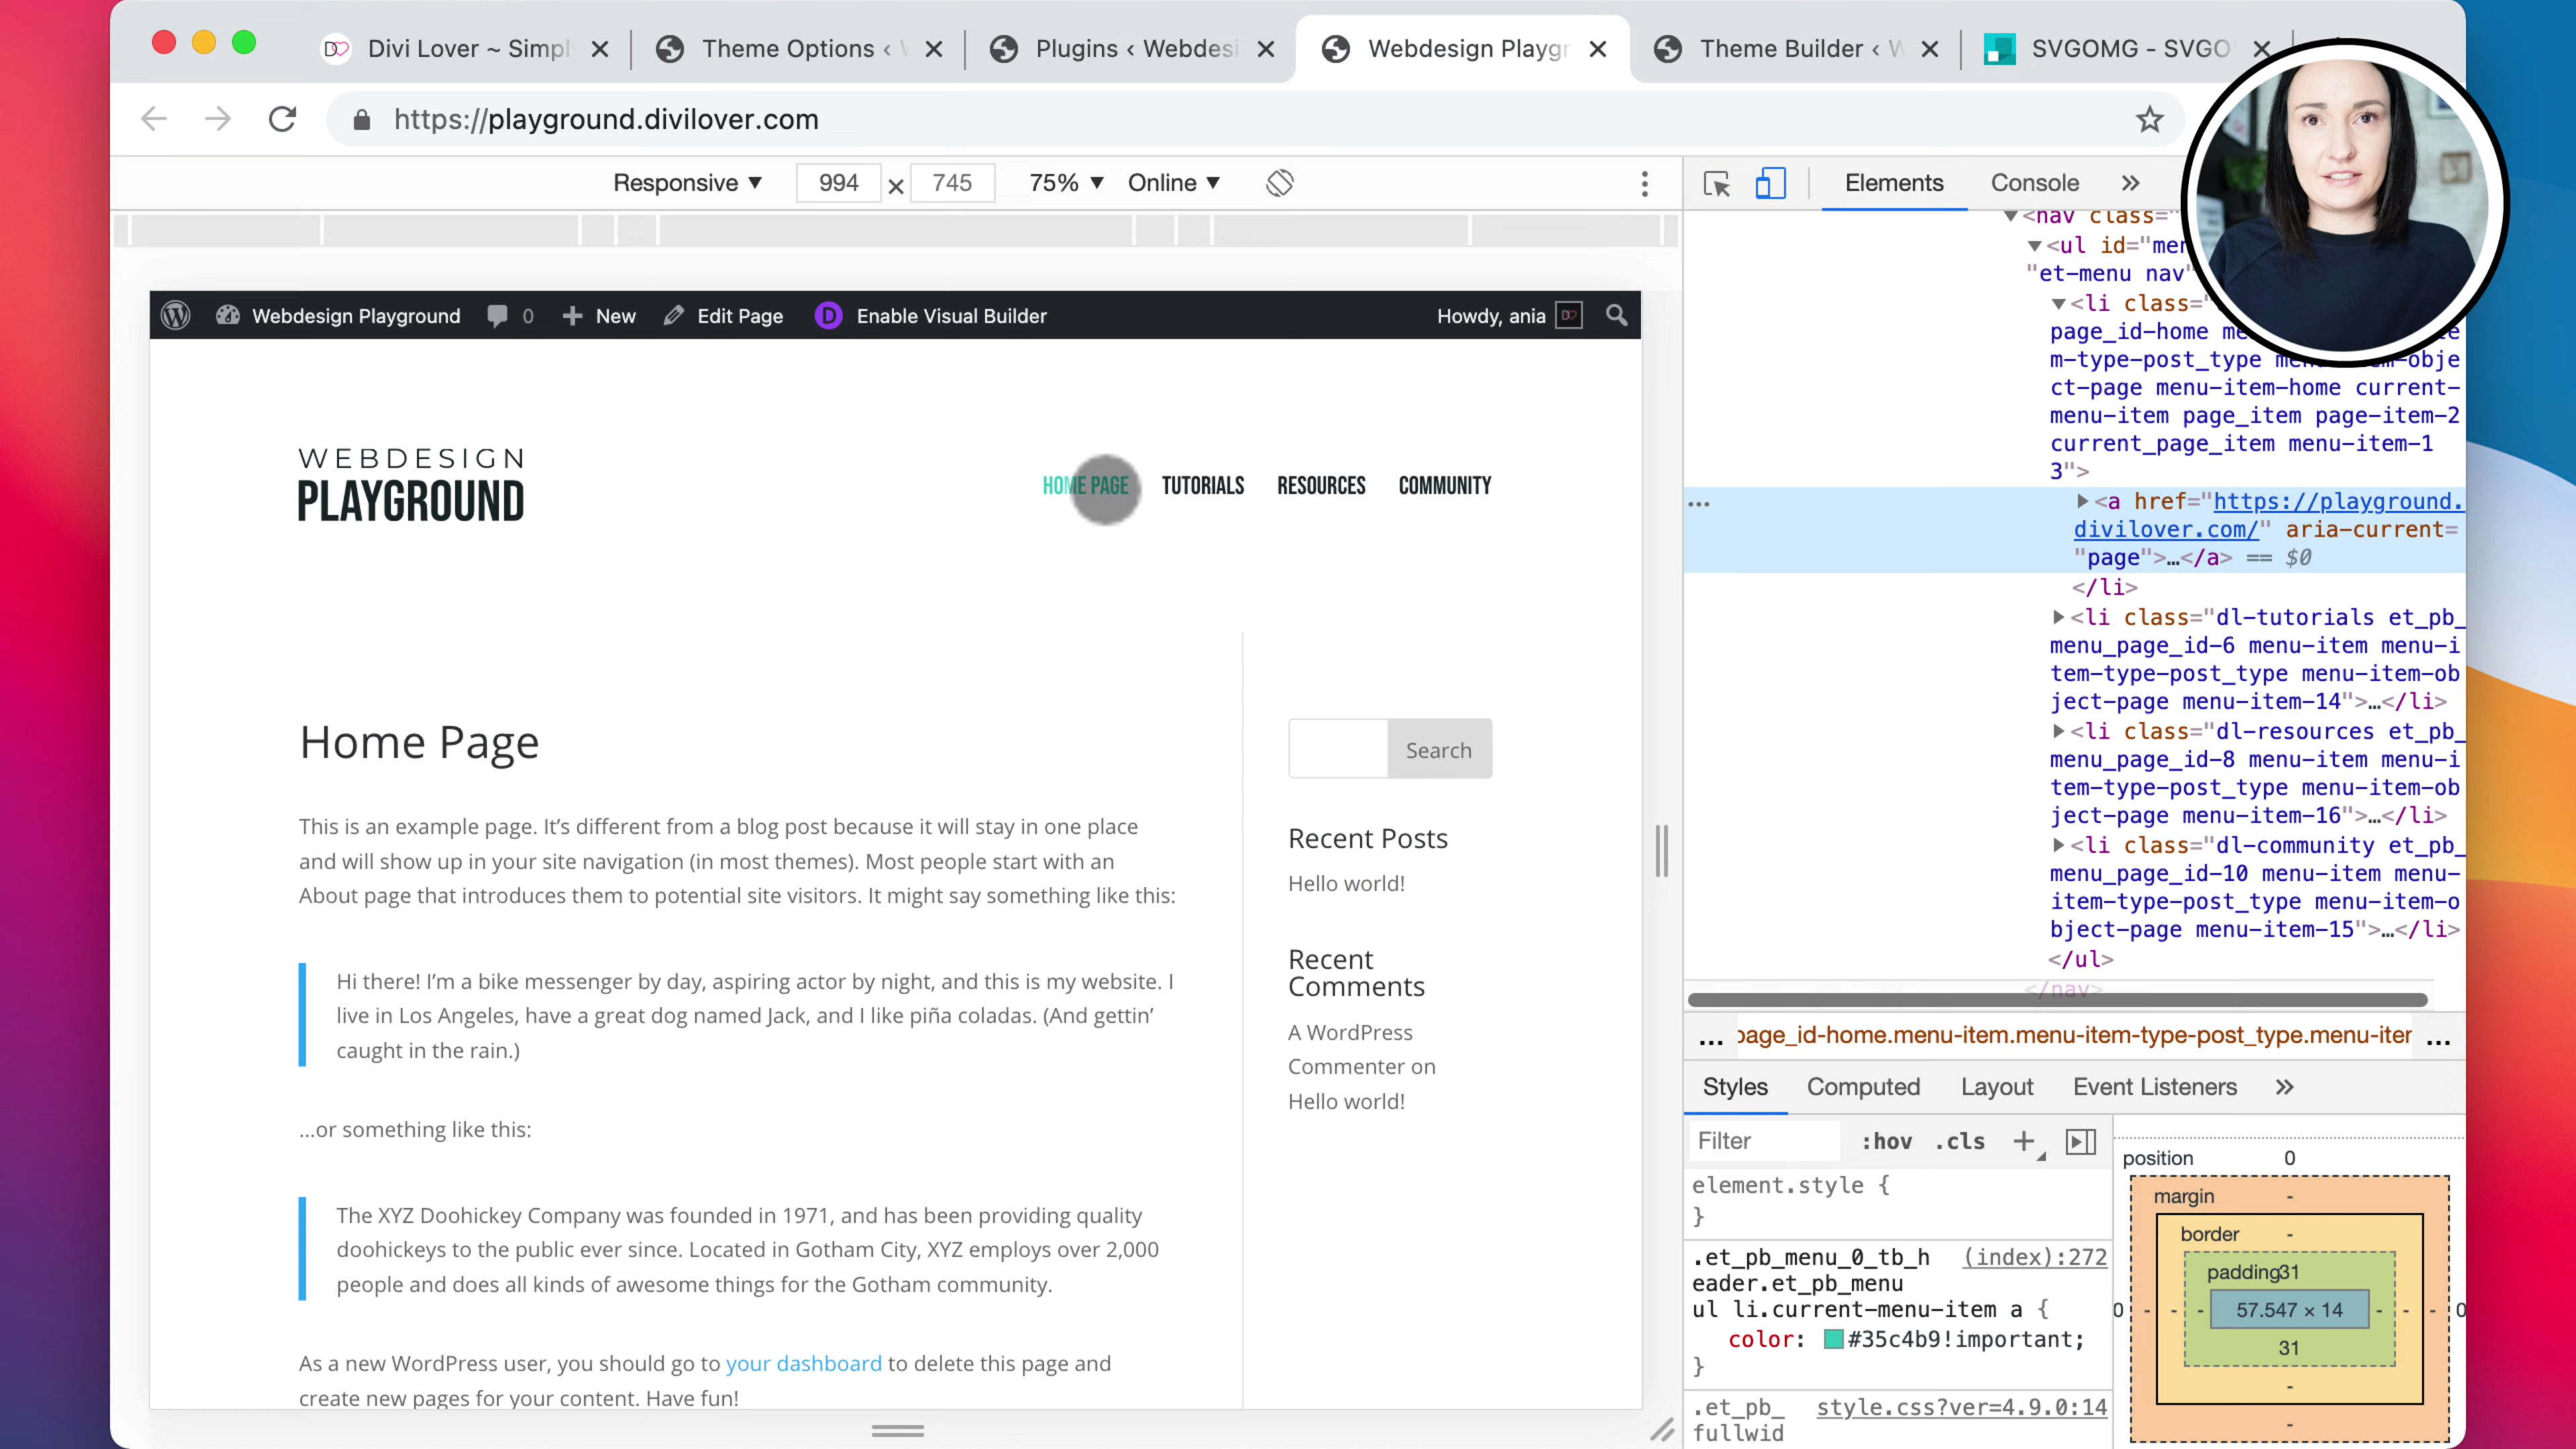 Divi Lover ~ Simpl
Theme Options ‹ W
Plugins ‹ Webdesi
Webdesign Playgr
Theme Builder ‹ W
SVGOMG - SVGO'
https://playground.divilover.com
Responsive ▼ 994 × 745 75% ▼ Online ▼
Elements Console »
Webdesign Playground 0 New Edit Page Enable Visual Builder
Howdy, ania
WEBDESIGN
PLAYGROUND
HOME PAGE TUTORIALS RESOURCES COMMUNITY
Home Page
This is an example page. It’s different from a blog post because it will stay in one place
and will show up in your site navigation (in most themes). Most people start with an
About page that introduces them to potential site visitors. It might say something like this:
Hi there! I’m a bike messenger by day, aspiring actor by night, and this is my website. I
live in Los Angeles, have a great dog named Jack, and I like piña coladas. (And gettin’
caught in the rain.)
…or something like this:
The XYZ Doohickey Company was founded in 1971, and has been providing quality
doohickeys to the public ever since. Located in Gotham City, XYZ employs over 2,000
people and does all kinds of awesome things for the Gotham community.
As a new WordPress user, you should go to your dashboard to delete this page and
create new pages for your content. Have fun!
Search
Recent Posts
Hello world!
Recent
Comments
A WordPress
Commenter on
Hello world!
▼<nav class="
▼<ul id="men
"et-menu nav"
▼<li class="
page_id-home me
m-type-post_type menu-item-obje
ct-page menu-item-home current-
menu-item page_item page-item-2
current_page_item menu-item-1
3">
… ▶<a href="https://playground.
divilover.com/" aria-current=
"page">…</a> == $0
</li>
▶<li class="dl-tutorials et_pb_
menu_page_id-6 menu-item menu-i
tem-type-post_type menu-item-ob
ject-page menu-item-14">…</li>
▶<li class="dl-resources et_pb_
menu_page_id-8 menu-item menu-i
tem-type-post_type menu-item-ob
ject-page menu-item-16">…</li>
▶<li class="dl-community et_pb_
menu_page_id-10 menu-item menu-
item-type-post_type menu-item-o
bject-page menu-item-15">…</li>
</ul>
</nav>
… page_id-home.menu-item.menu-item-type-post_type.menu-iter …
Styles Computed Layout Event Listeners »
Filter :hov .cls +
element.style {
}
.et_pb_menu_0_tb_h (index):272
eader.et_pb_menu
ul li.current-menu-item a {
color: #35c4b9!important;
}
.et_pb_ style.css?ver=4.9.0:14
fullwid
position 0
margin -
border -
padding31
0 - - - 57.547 × 14 - - - 0
31
-
-